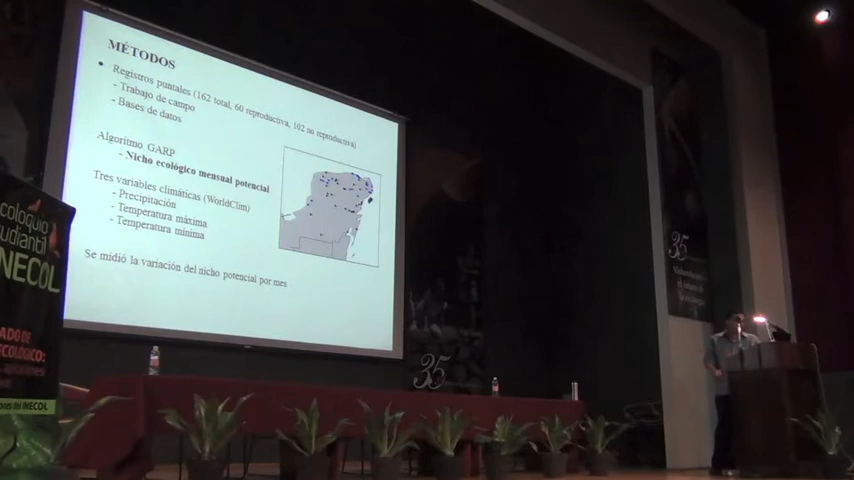 MÉTODOS
• Registros puntales (162 total, 60 reproductiva, 102 no reproductiva)
- Trabajo de campo
- Bases de datos
Algoritmo GARP
- Nicho ecológico mensual potencial
Tres variables climáticas (WorldClim)
- Precipitación
- Temperatura máxima
- Temperatura mínima
Se midió la variación del nicho potencial por mes
coloquio
INECOL
35
35